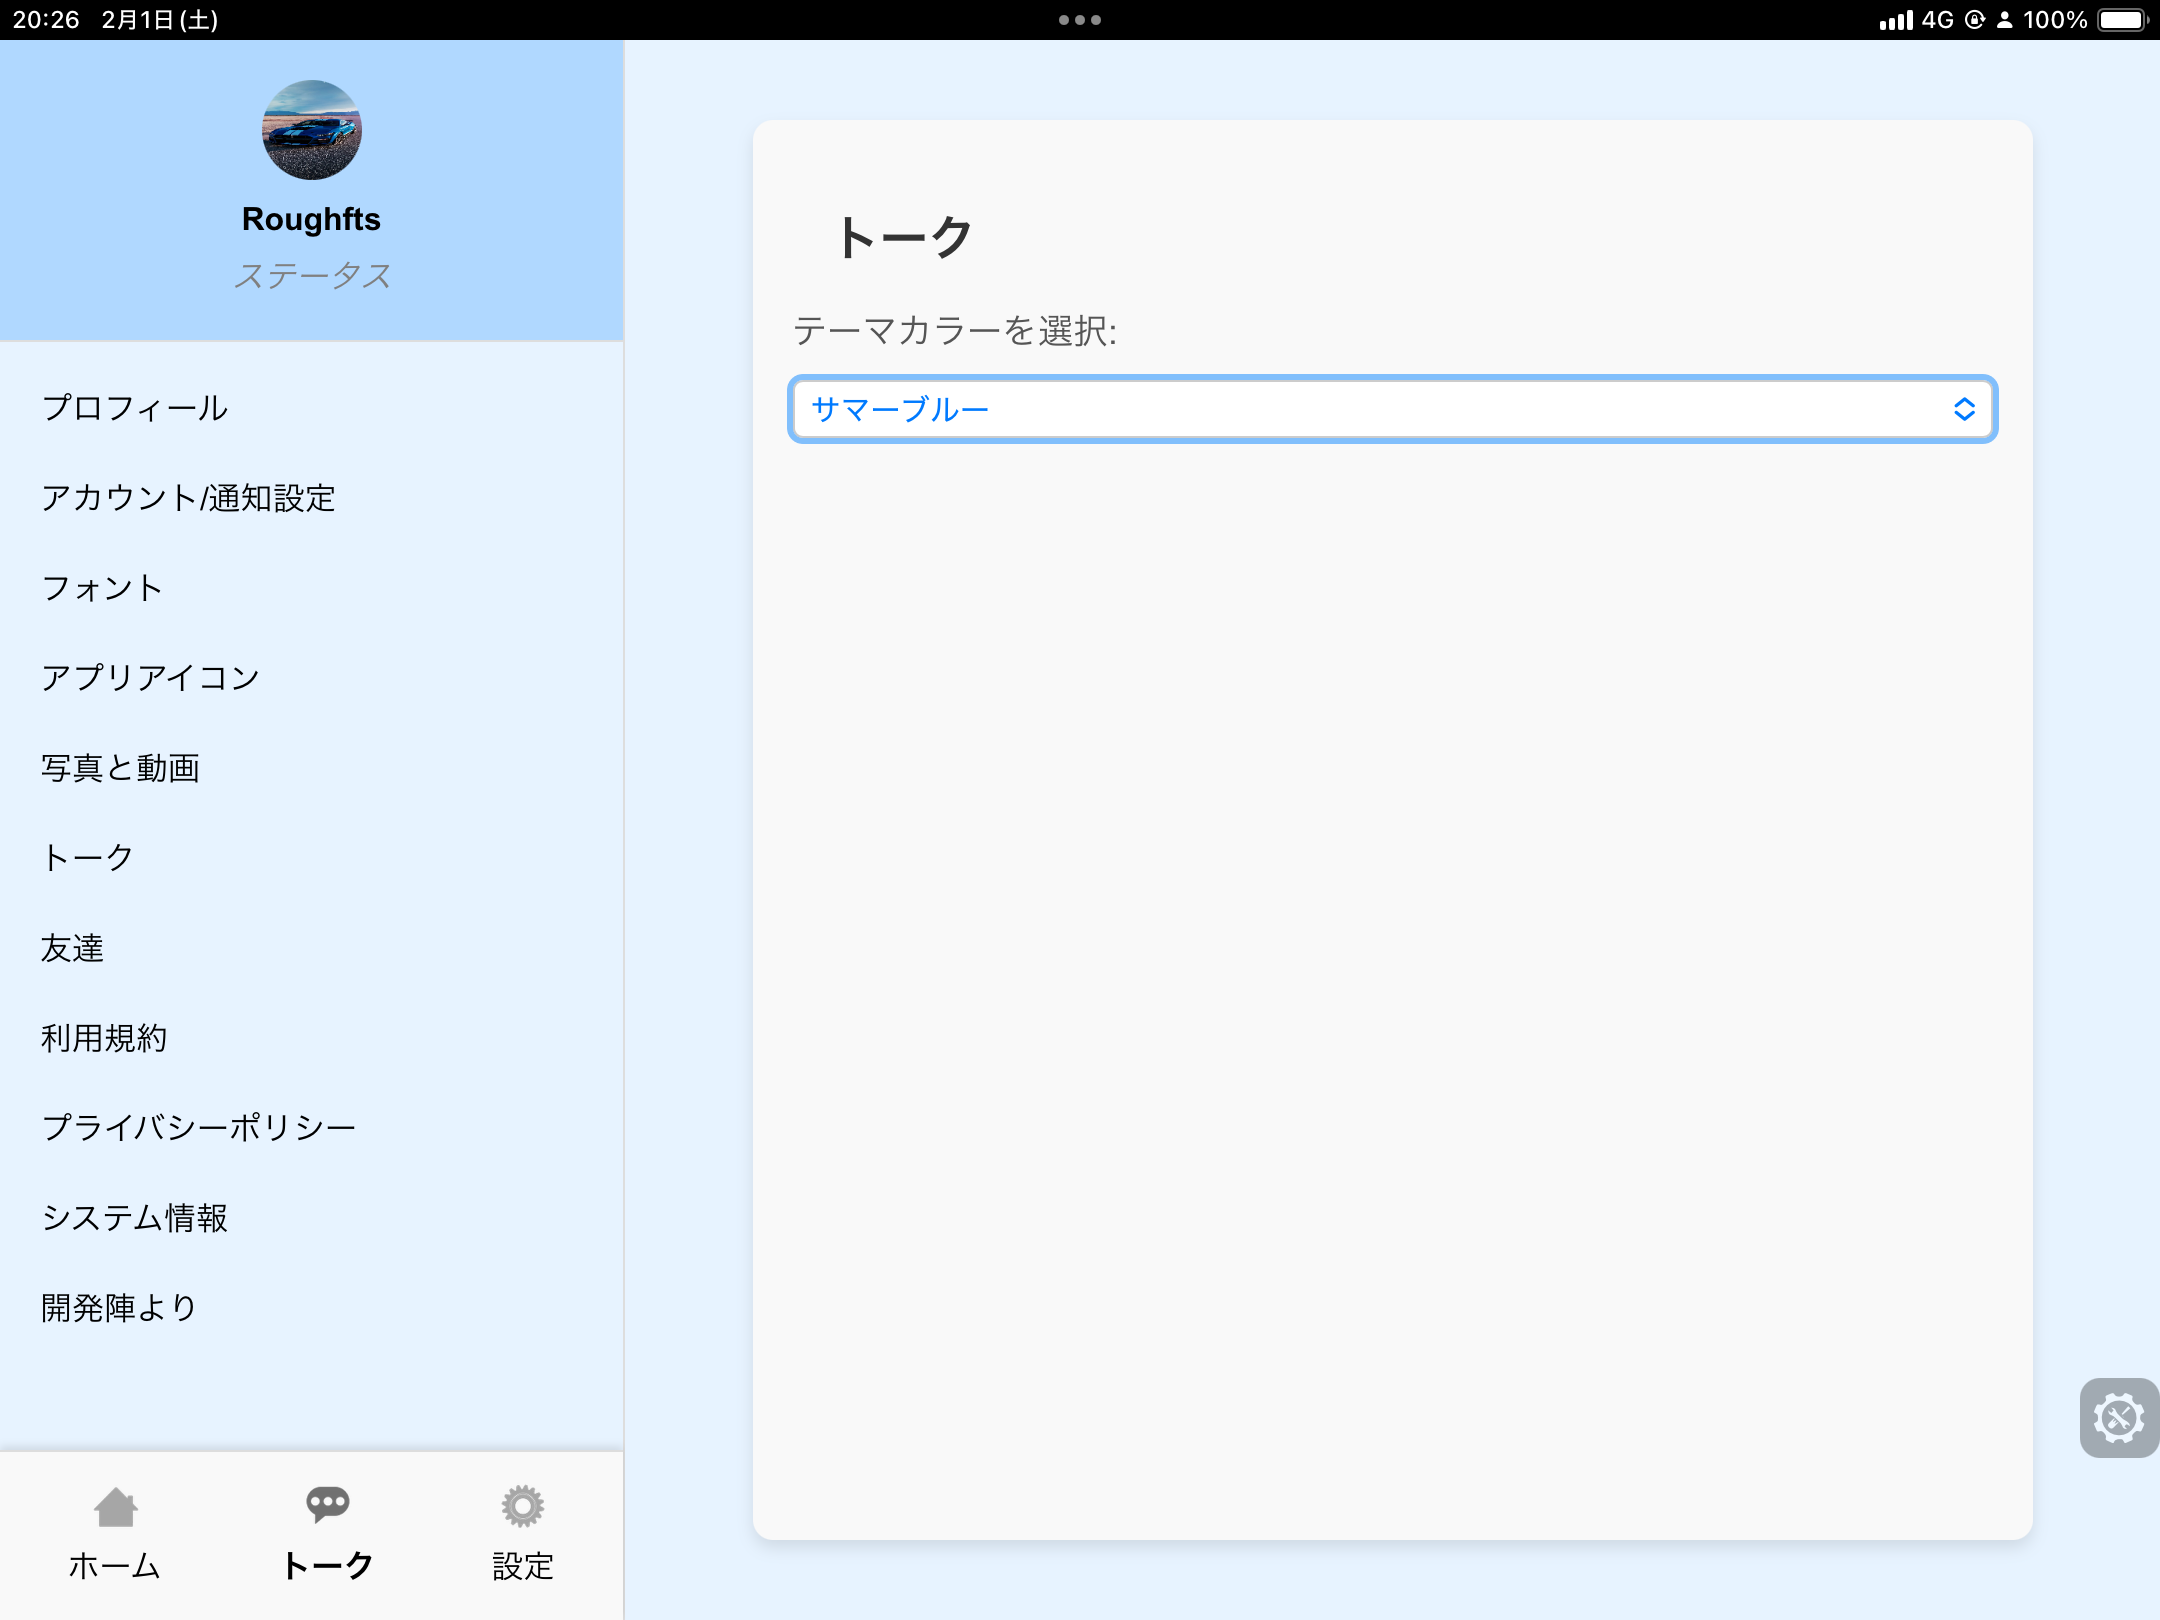 20:26 2月1日(土)
4G 100%
Roughfts
ステータス
プロフィール
アカウント/通知設定
フォント
アプリアイコン
写真と動画
トーク
友達
利用規約
プライバシーポリシー
システム情報
開発陣より
ホーム
トーク
設定
トーク
テーマカラーを選択:
サマーブルー